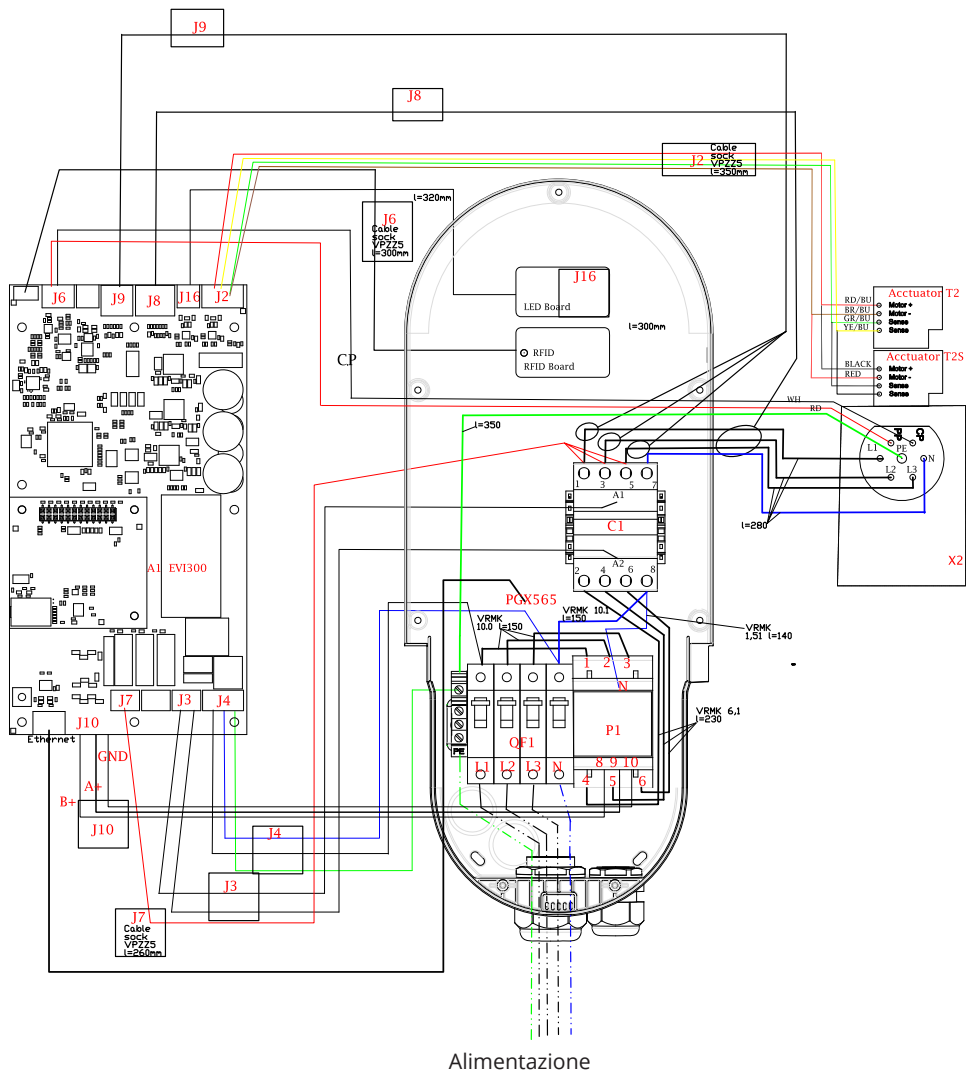 J9
J8
J2
Cable
sock
VPZZ5
l=350mm
l=320mm
J6
Cable
sock
VPZZ5
l=300mm
J6
J9
J8
J16
J2
J16
LED Board
l=300mm
RFID
RFID Board
CP
Acctuator T2
RD/BU
BR/BU
GR/BU
YE/BU
Motor +
Motor -
Sense
Sense
Acctuator T2S
BLACK
RED
Motor +
Motor -
Sense
Sense
WH
RD
PP
CP
L1
PE
N
L2
L3
X2
l=350
l=280
1
3
5
7
A1
C1
A2
2
4
6
8
A1 EVI300
PGX565
VRMK
10.0 l=150
VRMK 10.1
l=150
VRMK
1,51 l=140
VRMK 6,1
l=230
1
2
3
N
P1
8 9 10
4
5
6
QF1
L1
L2
L3
N
PE
J7
J3
J4
J10
Ethernet
GND
A+
B+
J10
J4
J3
J7
Cable
sock
VPZZ5
l=260mm
Alimentazione